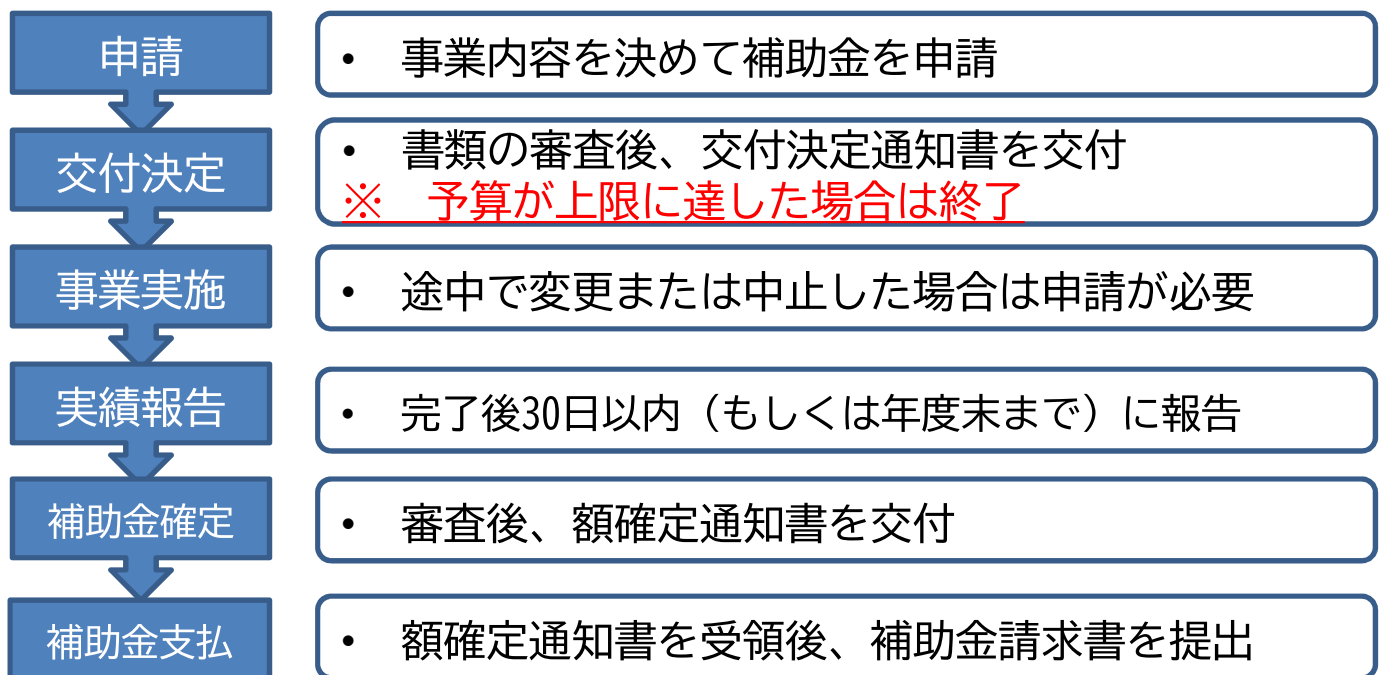 申請
• 事業内容を決めて補助金を申請
交付決定
• 書類の審査後、交付決定通知書を交付
※ 予算が上限に達した場合は終了
事業実施
• 途中で変更または中止した場合は申請が必要
実績報告
• 完了後30日以内（もしくは年度末まで）に報告
補助金確定
• 審査後、額確定通知書を交付
補助金支払
• 額確定通知書を受領後、補助金請求書を提出